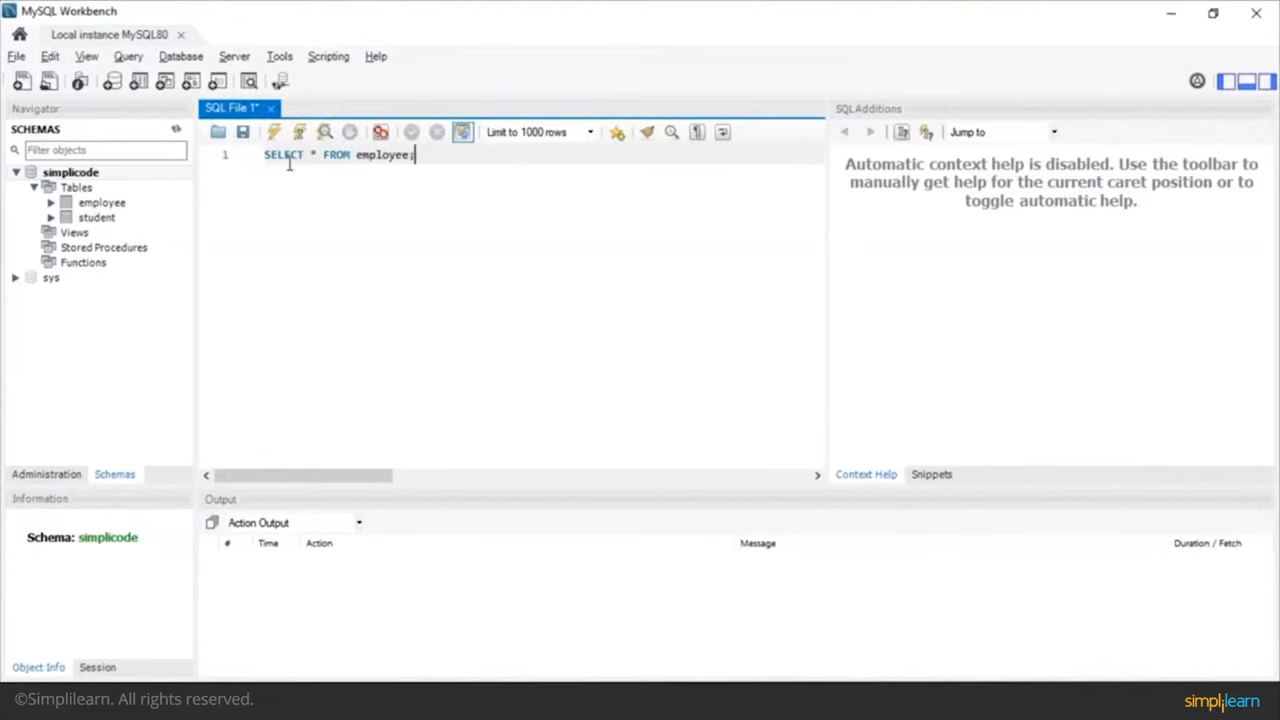 MySQL Workbench
Local instance MySQL80
File Edit View Query Database Server Tools Scripting Help
Navigator
SCHEMAS
Filter objects
simplicode
Tables
employee
student
Views
Stored Procedures
Functions
sys
Administration Schemas
Information
Schema: simplicode
Object Info Session
SQL File 1*
Limit to 1000 rows
1 SELECT * FROM employee;
SQLAdditions
Jump to
Automatic context help is disabled. Use the toolbar to
manually get help for the current caret position or to
toggle automatic help.
Context Help Snippets
Output
Action Output
# Time Action Message Duration / Fetch
©Simplilearn. All rights reserved.
simplilearn